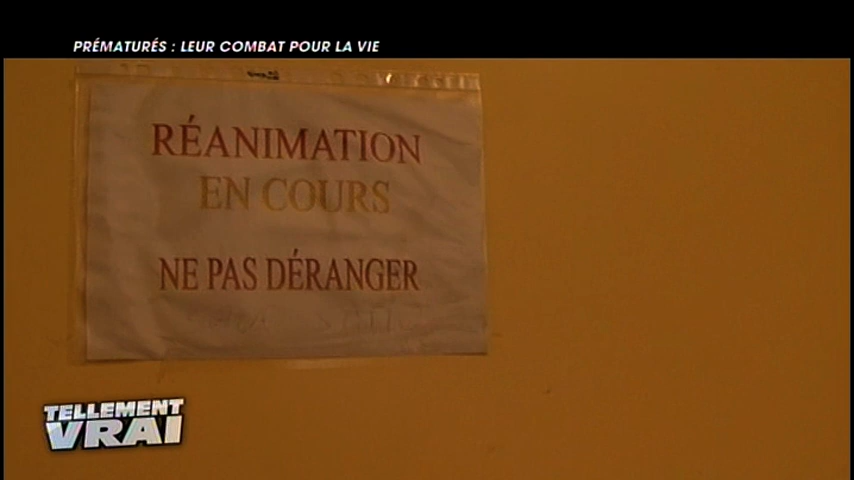 PRÉMATURÉS : LEUR COMBAT POUR LA VIE
RÉANIMATION
EN COURS
NE PAS DÉRANGER
TELLEMENT
VRAI